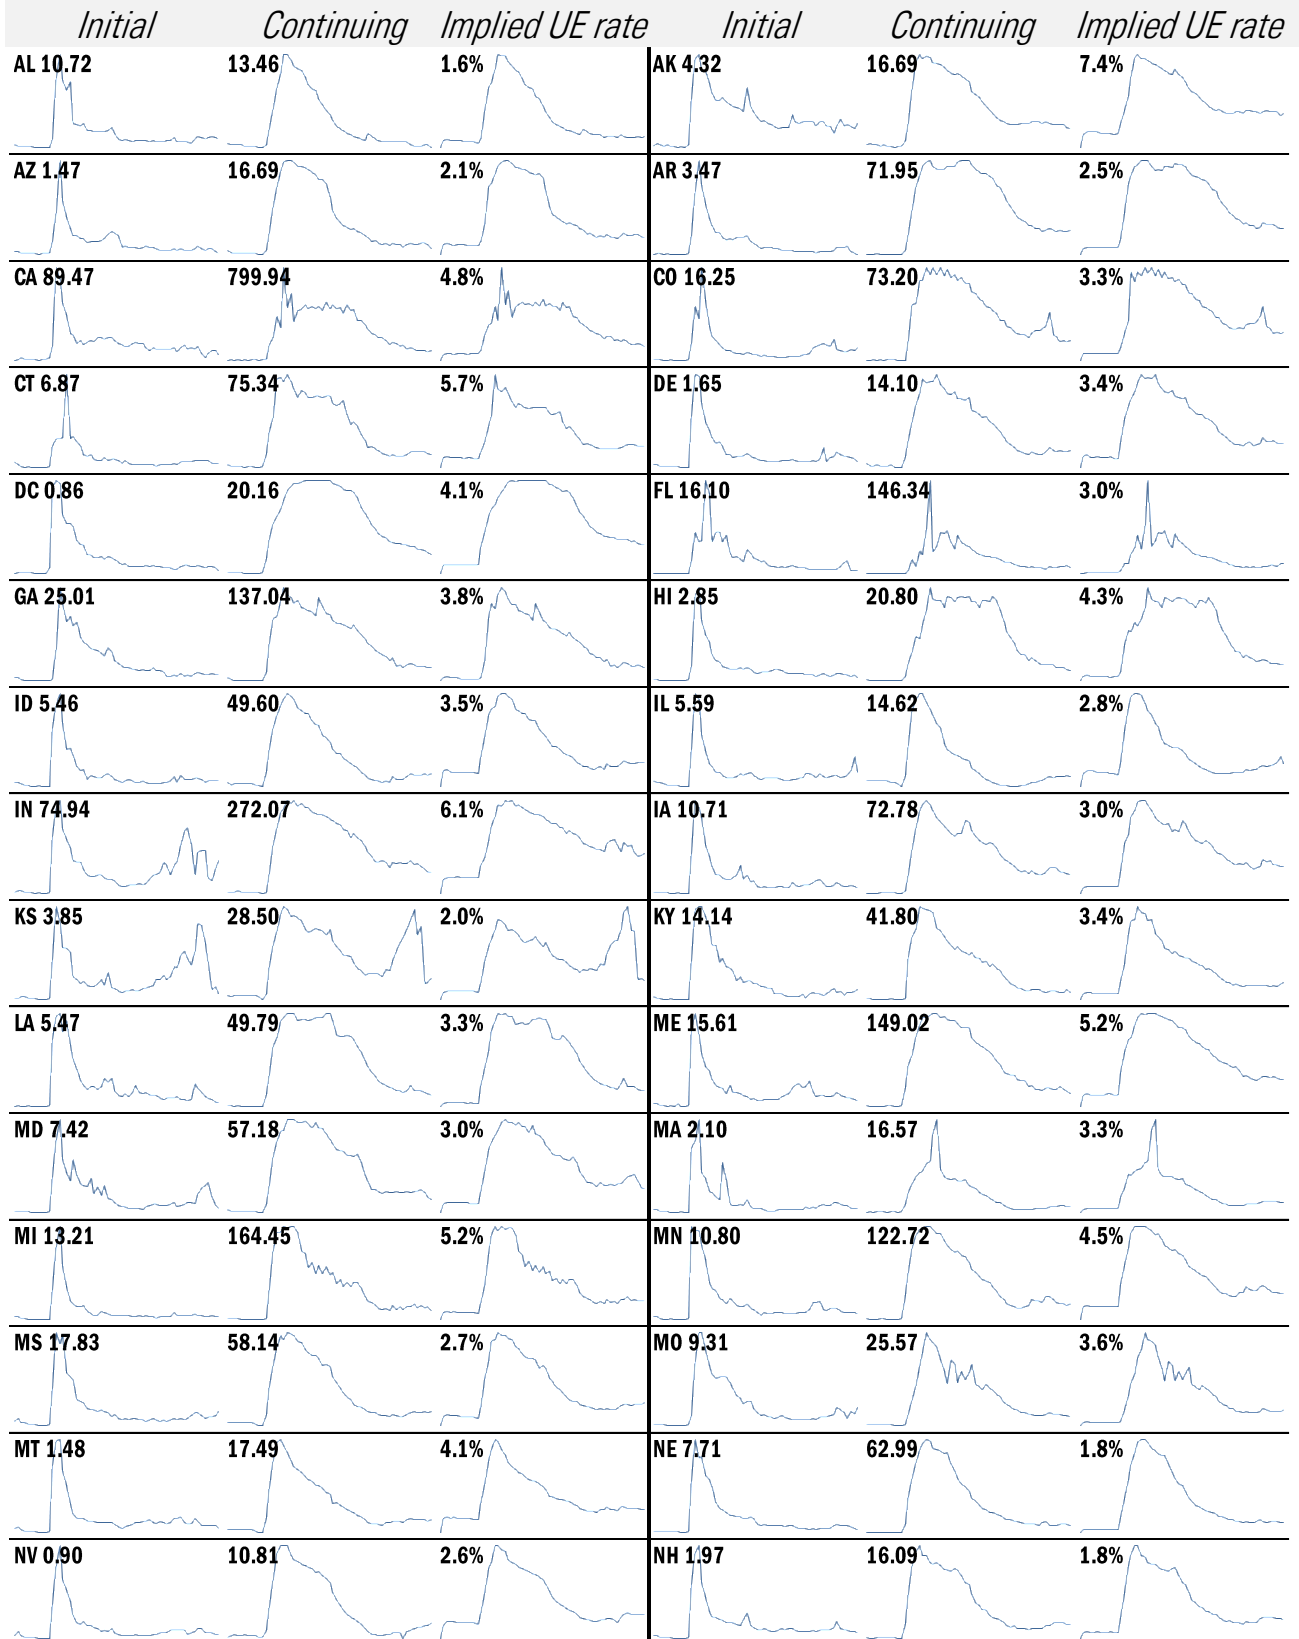 Initial Continuing Implied UE rate Initial Continuing Implied UE rate
AL 10.72 13.46 1.6% AK 4.32 16.69 7.4%
AZ 1.47 16.69 2.1% AR 3.47 71.95 2.5%
CA 89.47 799.94 4.8% CO 16.25 73.20 3.3%
CT 6.87 75.34 5.7% DE 1.65 14.10 3.4%
DC 0.86 20.16 4.1% FL 16.10 146.34 3.0%
GA 25.01 137.04 3.8% HI 2.85 20.80 4.3%
ID 5.46 49.60 3.5% IL 5.59 14.62 2.8%
IN 74.94 272.07 6.1% IA 10.71 72.78 3.0%
KS 3.85 28.50 2.0% KY 14.14 41.80 3.4%
LA 5.47 49.79 3.3% ME 15.61 149.02 5.2%
MD 7.42 57.18 3.0% MA 2.10 16.57 3.3%
MI 13.21 164.45 5.2% MN 10.80 122.72 4.5%
MS 17.83 58.14 2.7% MO 9.31 25.57 3.6%
MT 1.48 17.49 4.1% NE 7.71 62.99 1.8%
NV 0.90 10.81 2.6% NH 1.97 16.09 1.8%